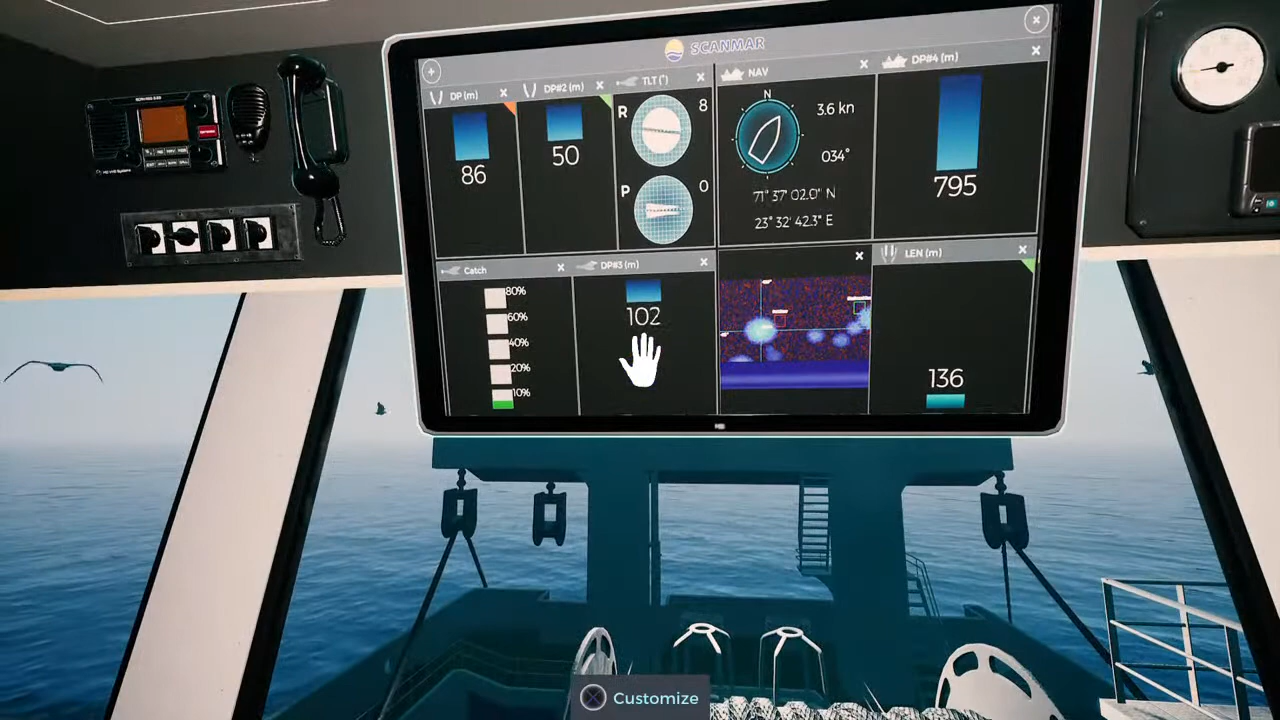 SCANMAR
DP (m)
86
DP#2 (m)
50
TLT (°)
R
8
P
0
NAV
N
3.6 kn
034°
71° 37' 02.0" N
23° 32' 42.3" E
DP#4 (m)
795
Catch
80%
60%
40%
20%
10%
DP#3 (m)
102
LEN (m)
136
Customize